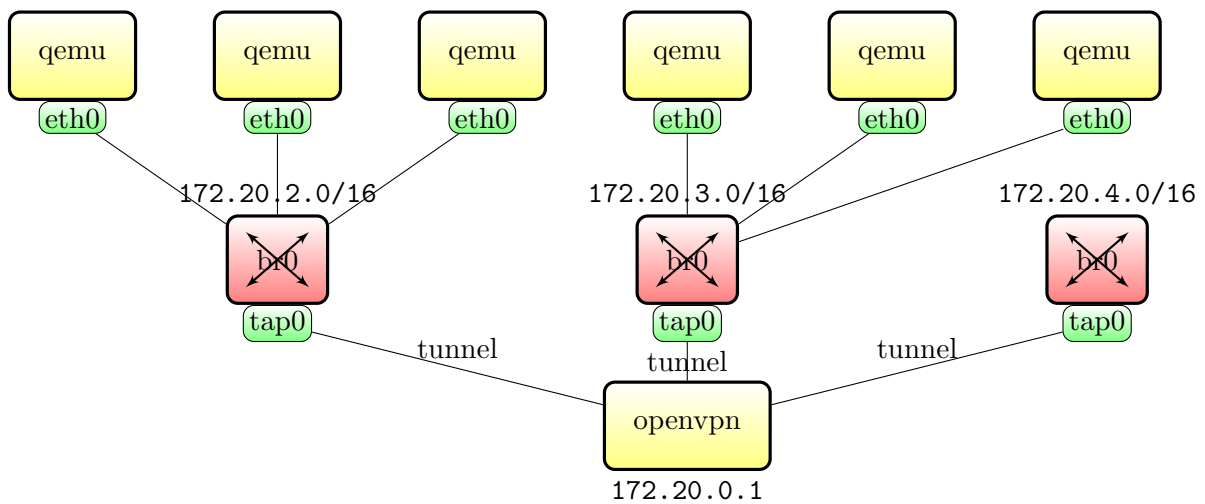 qemu qemu qemu qemu qemu qemu
eth0 eth0 eth0 eth0 eth0 eth0
172.20.2.0/16 172.20.3.0/16 172.20.4.0/16
br0 br0 br0
tap0 tap0 tap0
tunnel tunnel tunnel
openvpn
172.20.0.1